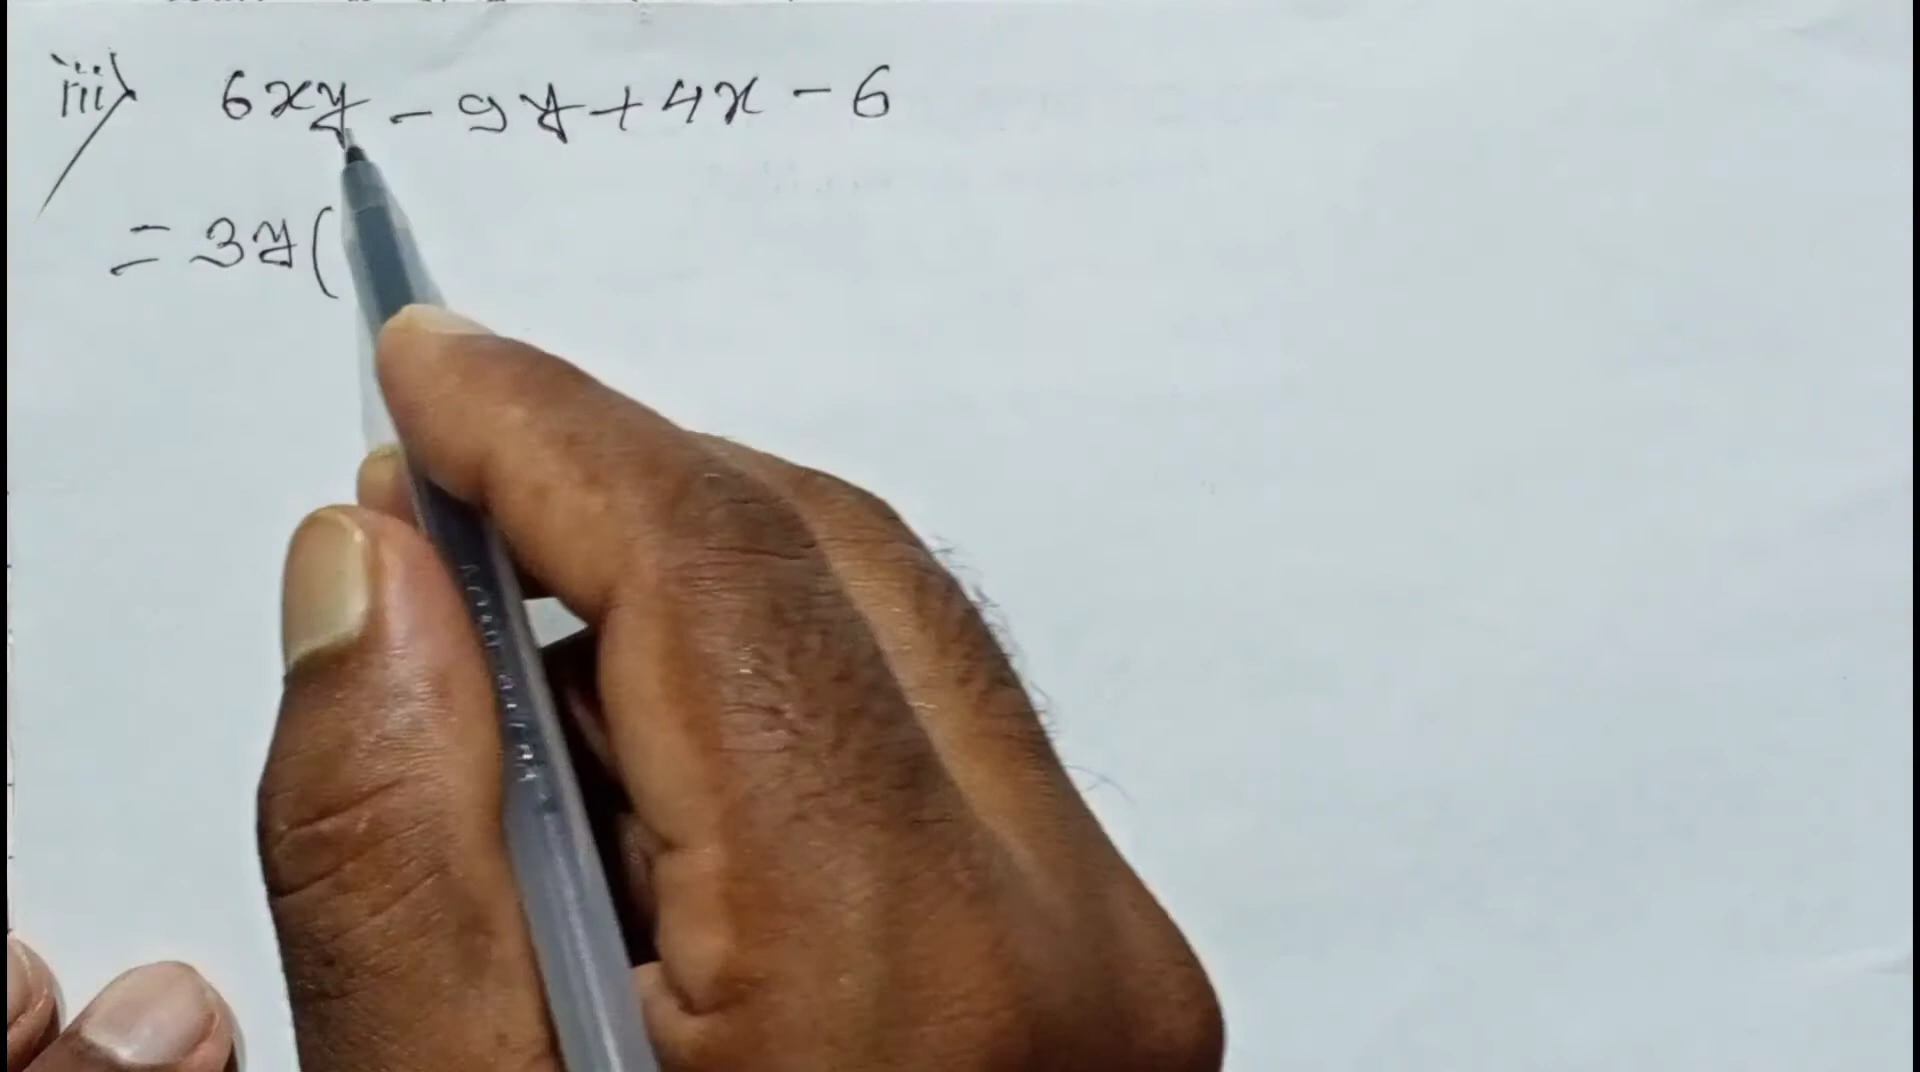 iii) 6xy - 9y + 4x - 6
= 3y(